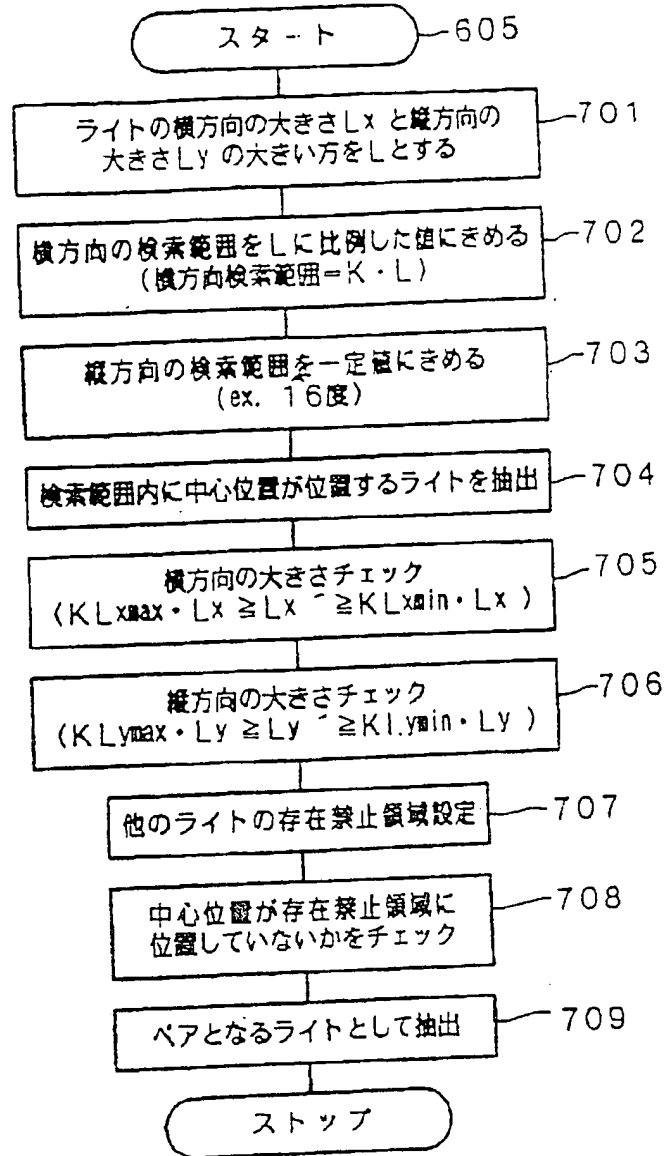 スタート
605
ライトの横方向の大きさLxと縦方向の
大きさLyの大きい方をLとする
701
横方向の検索範囲をLに比例した値にきめる
(横方向検索範囲=K・L)
702
縦方向の検索範囲を一定値にきめる
(ex. 16度)
703
検索範囲内に中心位置が位置するライトを抽出
704
横方向の大きさチェック
(KLxmax・Lx≧Lx´≧KLxmin・Lx)
705
縦方向の大きさチェック
(KLymax・Ly≧Ly´≧KLymin・Ly)
706
他のライトの存在禁止領域設定
707
中心位置が存在禁止領域に
位置していないかをチェック
708
ペアとなるライトとして抽出
709
ストップ